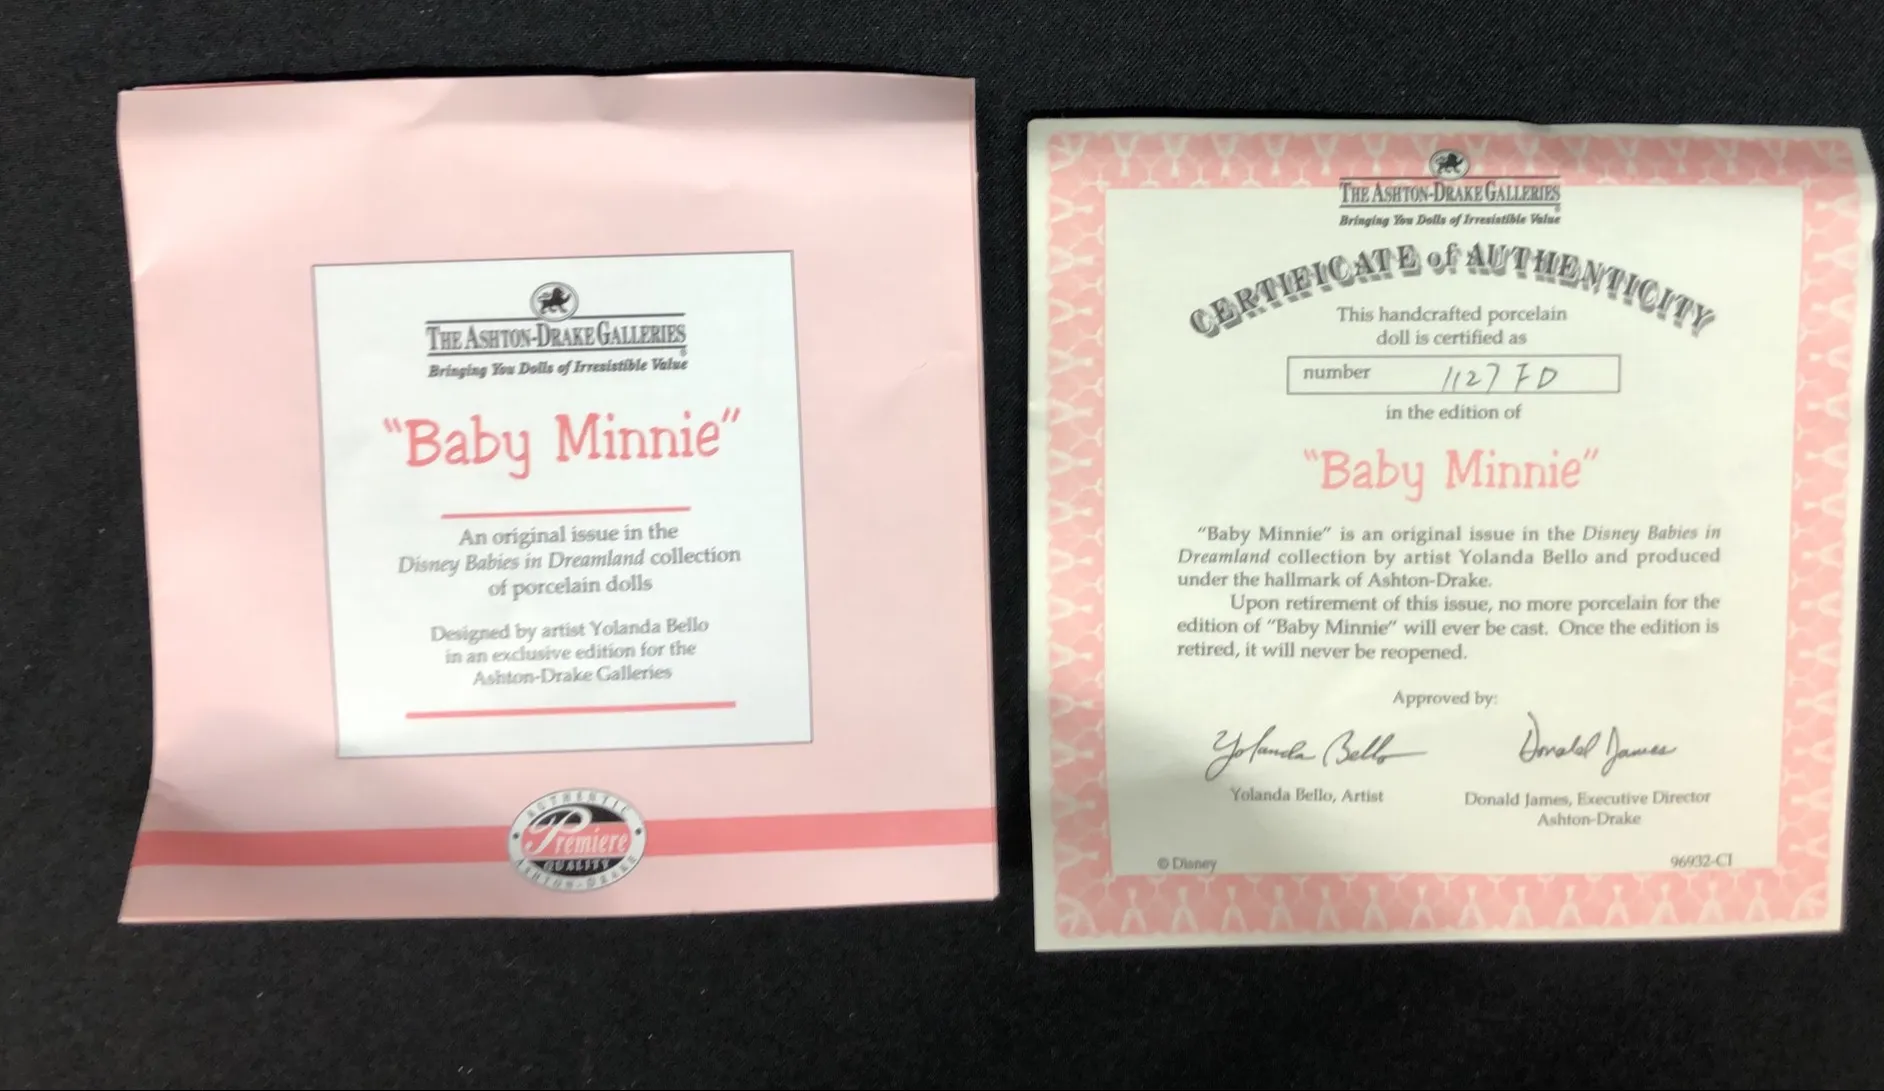 THE ASHTON-DRAKE GALLERIES
®
Bringing You Dolls of Irresistible Value
"Baby Minnie"
An original issue in the
Disney Babies in Dreamland collection
of porcelain dolls
Designed by artist Yolanda Bello
in an exclusive edition for the
Ashton-Drake Galleries
AUTHENTIC
Premiere
QUALITY
ASHTON-DRAKE
THE ASHTON-DRAKE GALLERIES
®
Bringing You Dolls of Irresistible Value
CERTIFICATE of AUTHENTICITY
This handcrafted porcelain
doll is certified as
number 1127 FD
in the edition of
"Baby Minnie"
"Baby Minnie" is an original issue in the Disney Babies in
Dreamland collection by artist Yolanda Bello and produced
under the hallmark of Ashton-Drake.
Upon retirement of this issue, no more porcelain for the
edition of "Baby Minnie" will ever be cast. Once the edition is
retired, it will never be reopened.
Approved by:
Yolanda Bello Donald James
Yolanda Bello, Artist Donald James, Executive Director
Ashton-Drake
© Disney 96932-CI